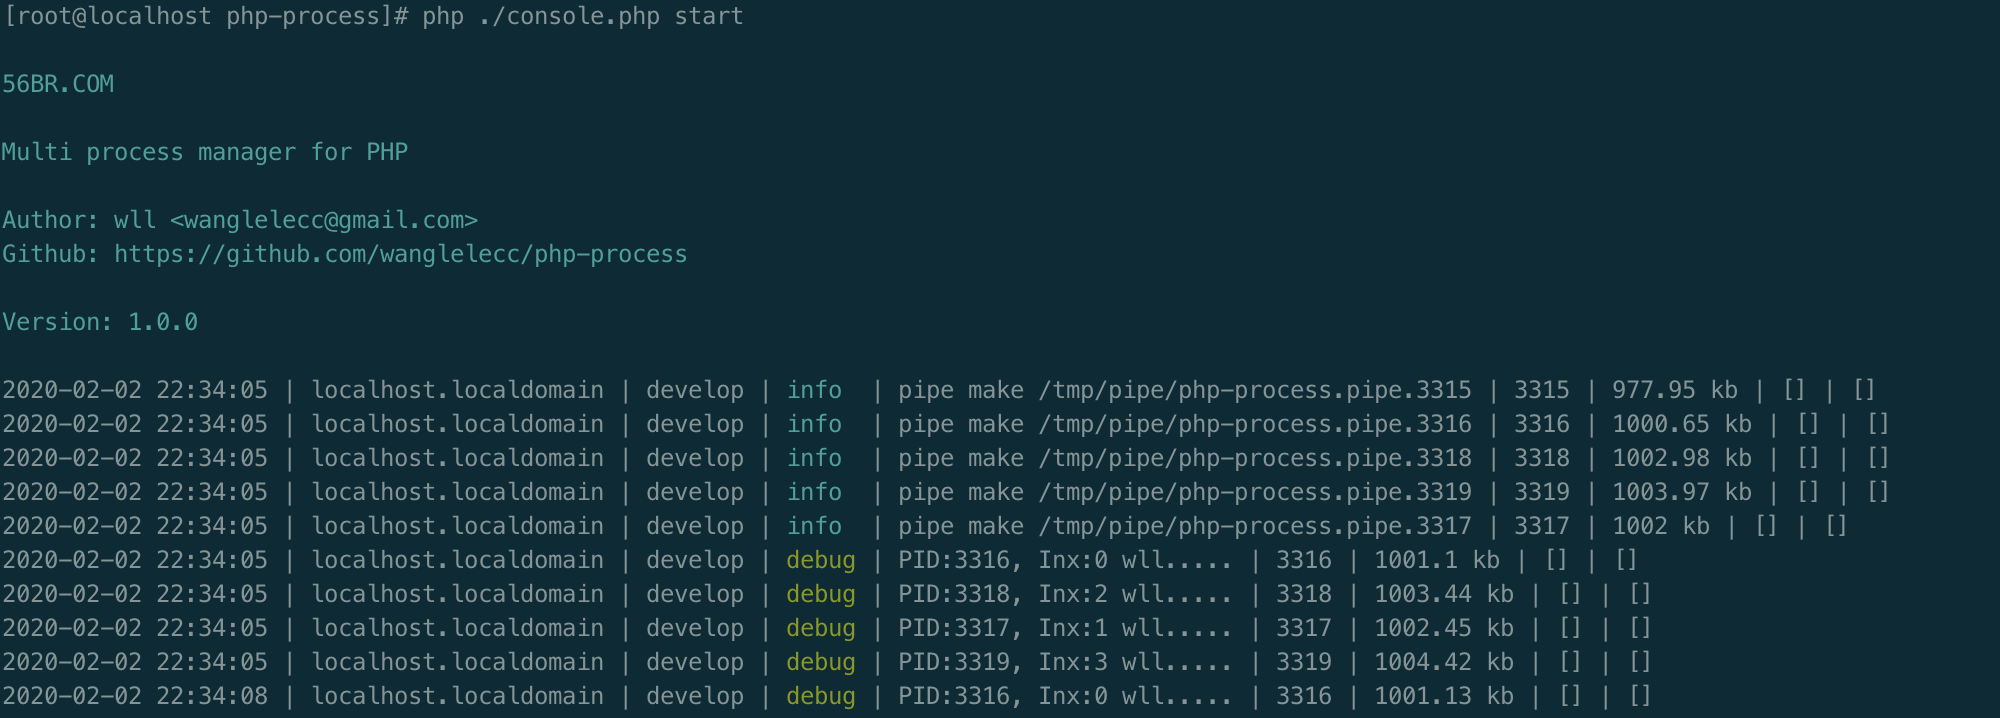 [root@localhost php-process]# php ./console.php start
56BR.COM
Multi process manager for PHP
Author: wll <wanglelecc@gmail.com>
Github: https://github.com/wanglelecc/php-process
Version: 1.0.0
2020-02-02 22:34:05 | localhost.localdomain | develop | info  | pipe make /tmp/pipe/php-process.pipe.3315 | 3315 | 977.95 kb | [] | []
2020-02-02 22:34:05 | localhost.localdomain | develop | info  | pipe make /tmp/pipe/php-process.pipe.3316 | 3316 | 1000.65 kb | [] | []
2020-02-02 22:34:05 | localhost.localdomain | develop | info  | pipe make /tmp/pipe/php-process.pipe.3318 | 3318 | 1002.98 kb | [] | []
2020-02-02 22:34:05 | localhost.localdomain | develop | info  | pipe make /tmp/pipe/php-process.pipe.3319 | 3319 | 1003.97 kb | [] | []
2020-02-02 22:34:05 | localhost.localdomain | develop | info  | pipe make /tmp/pipe/php-process.pipe.3317 | 3317 | 1002 kb | [] | []
2020-02-02 22:34:05 | localhost.localdomain | develop | debug | PID:3316, Inx:0 wll..... | 3316 | 1001.1 kb | [] | []
2020-02-02 22:34:05 | localhost.localdomain | develop | debug | PID:3318, Inx:2 wll..... | 3318 | 1003.44 kb | [] | []
2020-02-02 22:34:05 | localhost.localdomain | develop | debug | PID:3317, Inx:1 wll..... | 3317 | 1002.45 kb | [] | []
2020-02-02 22:34:05 | localhost.localdomain | develop | debug | PID:3319, Inx:3 wll..... | 3319 | 1004.42 kb | [] | []
2020-02-02 22:34:08 | localhost.localdomain | develop | debug | PID:3316, Inx:0 wll..... | 3316 | 1001.13 kb | [] | []